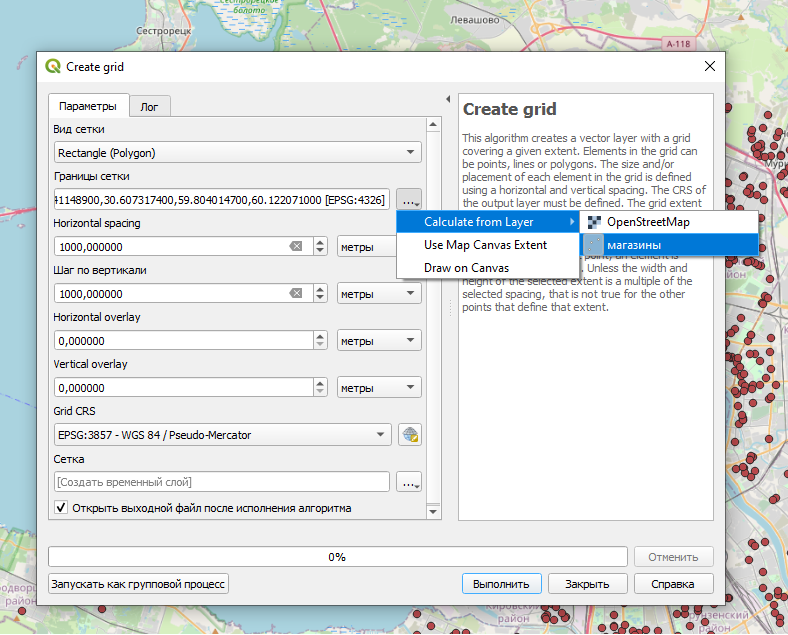 Сестрорецкое
болото
Сестрорецк
Левашово
А-118
Create grid
Параметры
Лог
Вид сетки
Rectangle (Polygon)
Границы сетки
1148900,30.607317400,59.804014700,60.122071000 [EPSG:4326]
...
Horizontal spacing
1000,000000
метры
Шаг по вертикали
1000,000000
метры
Horizontal overlay
0,000000
метры
Vertical overlay
0,000000
метры
Grid CRS
EPSG:3857 - WGS 84 / Pseudo-Mercator
Сетка
[Создать временный слой]
...
Открыть выходной файл после исполнения алгоритма
Calculate from Layer
Use Map Canvas Extent
Draw on Canvas
OpenStreetMap
магазины
Create grid
This algorithm creates a vector layer with a grid
covering a given extent. Elements in the grid can
be points, lines or polygons. The size and/or
placement of each element in the grid is defined
using a horizontal and vertical spacing. The CRS of
the output layer must be defined. The grid extent
point, an element is
Unless the width and
height of the selected extent is a multiple of the
selected spacing, that is not true for the other
points that define that extent.
0%
Отменить
Запускать как групповой процесс
Выполнить
Закрыть
Справка
район
Кировский
район
район